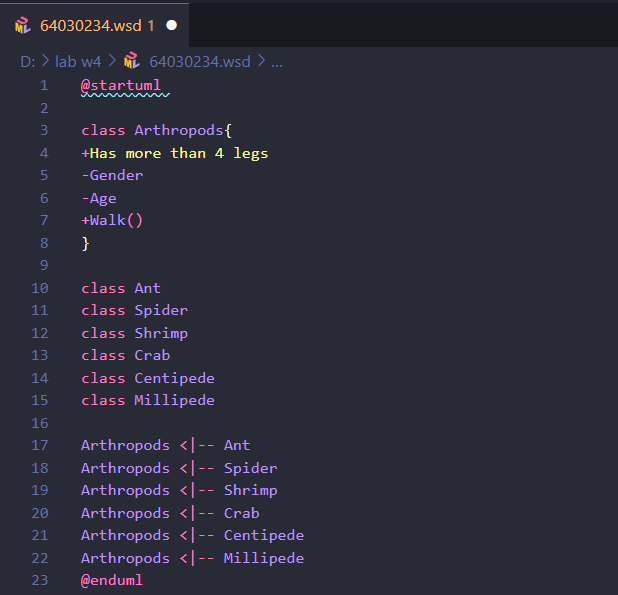 64030234.wsd 1
D: > lab w4 > 64030234.wsd > ...
1 @startuml
2
3 class Arthropods{
4 +Has more than 4 legs
5 -Gender
6 -Age
7 +Walk()
8 }
9
10 class Ant
11 class Spider
12 class Shrimp
13 class Crab
14 class Centipede
15 class Millipede
16
17 Arthropods <|-- Ant
18 Arthropods <|-- Spider
19 Arthropods <|-- Shrimp
20 Arthropods <|-- Crab
21 Arthropods <|-- Centipede
22 Arthropods <|-- Millipede
23 @enduml